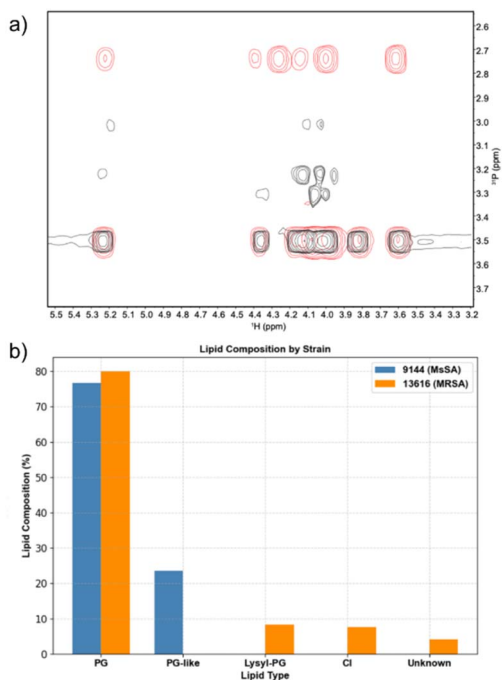 a)
2.6
2.7
2.8
2.9
3.0
3.1
3.2
3.3
3.4
3.5
3.6
3.7
³¹P (ppm)
5.5 5.4 5.3 5.2 5.1 5.0 4.9 4.8 4.7 4.6 4.5 4.4 4.3 4.2 4.1 4.0 3.9 3.8 3.7 3.6 3.5 3.4 3.3 3.2
¹H (ppm)
b)
Lipid Composition by Strain
9144 (MsSA)
13616 (MRSA)
Lipid Composition (%)
80
70
60
50
40
30
20
10
0
PG PG-like Lysyl-PG Cl Unknown
Lipid Type